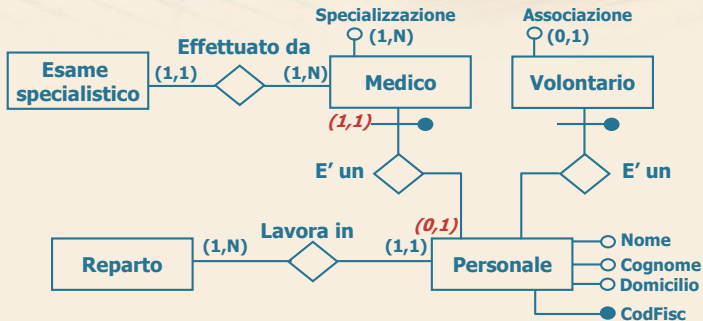 Specializzazione
(1,N)
Associazione
(0,1)
Effettuato da
Esame
specialistico
(1,1)
(1,N)
Medico
Volontario
(1,1)
E’ un
E’ un
(0,1)
Lavora in
Reparto
(1,N)
(1,1)
Personale
Nome
Cognome
Domicilio
CodFisc